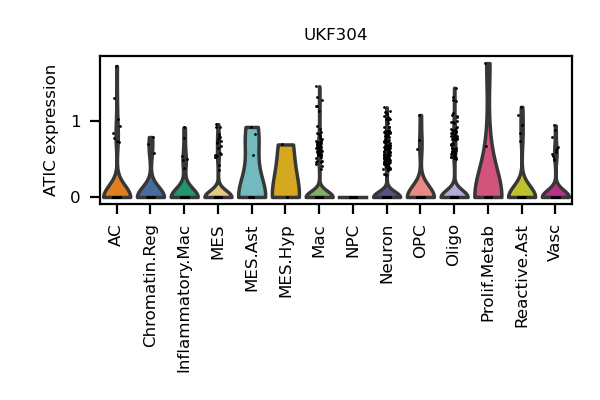 UKF304
ATIC expression
1
0
AC
Chromatin.Reg
Inflammatory.Mac
MES
MES.Ast
MES.Hyp
Mac
NPC
Neuron
OPC
Oligo
Prolif.Metab
Reactive.Ast
Vasc